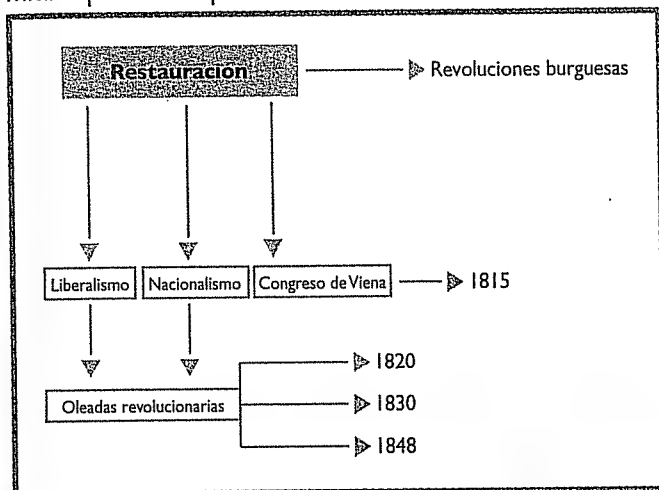 Restauración
Revoluciones burguesas
Liberalismo
Nacionalismo
Congreso de Viena
1815
Oleadas revolucionarias
1820
1830
1848